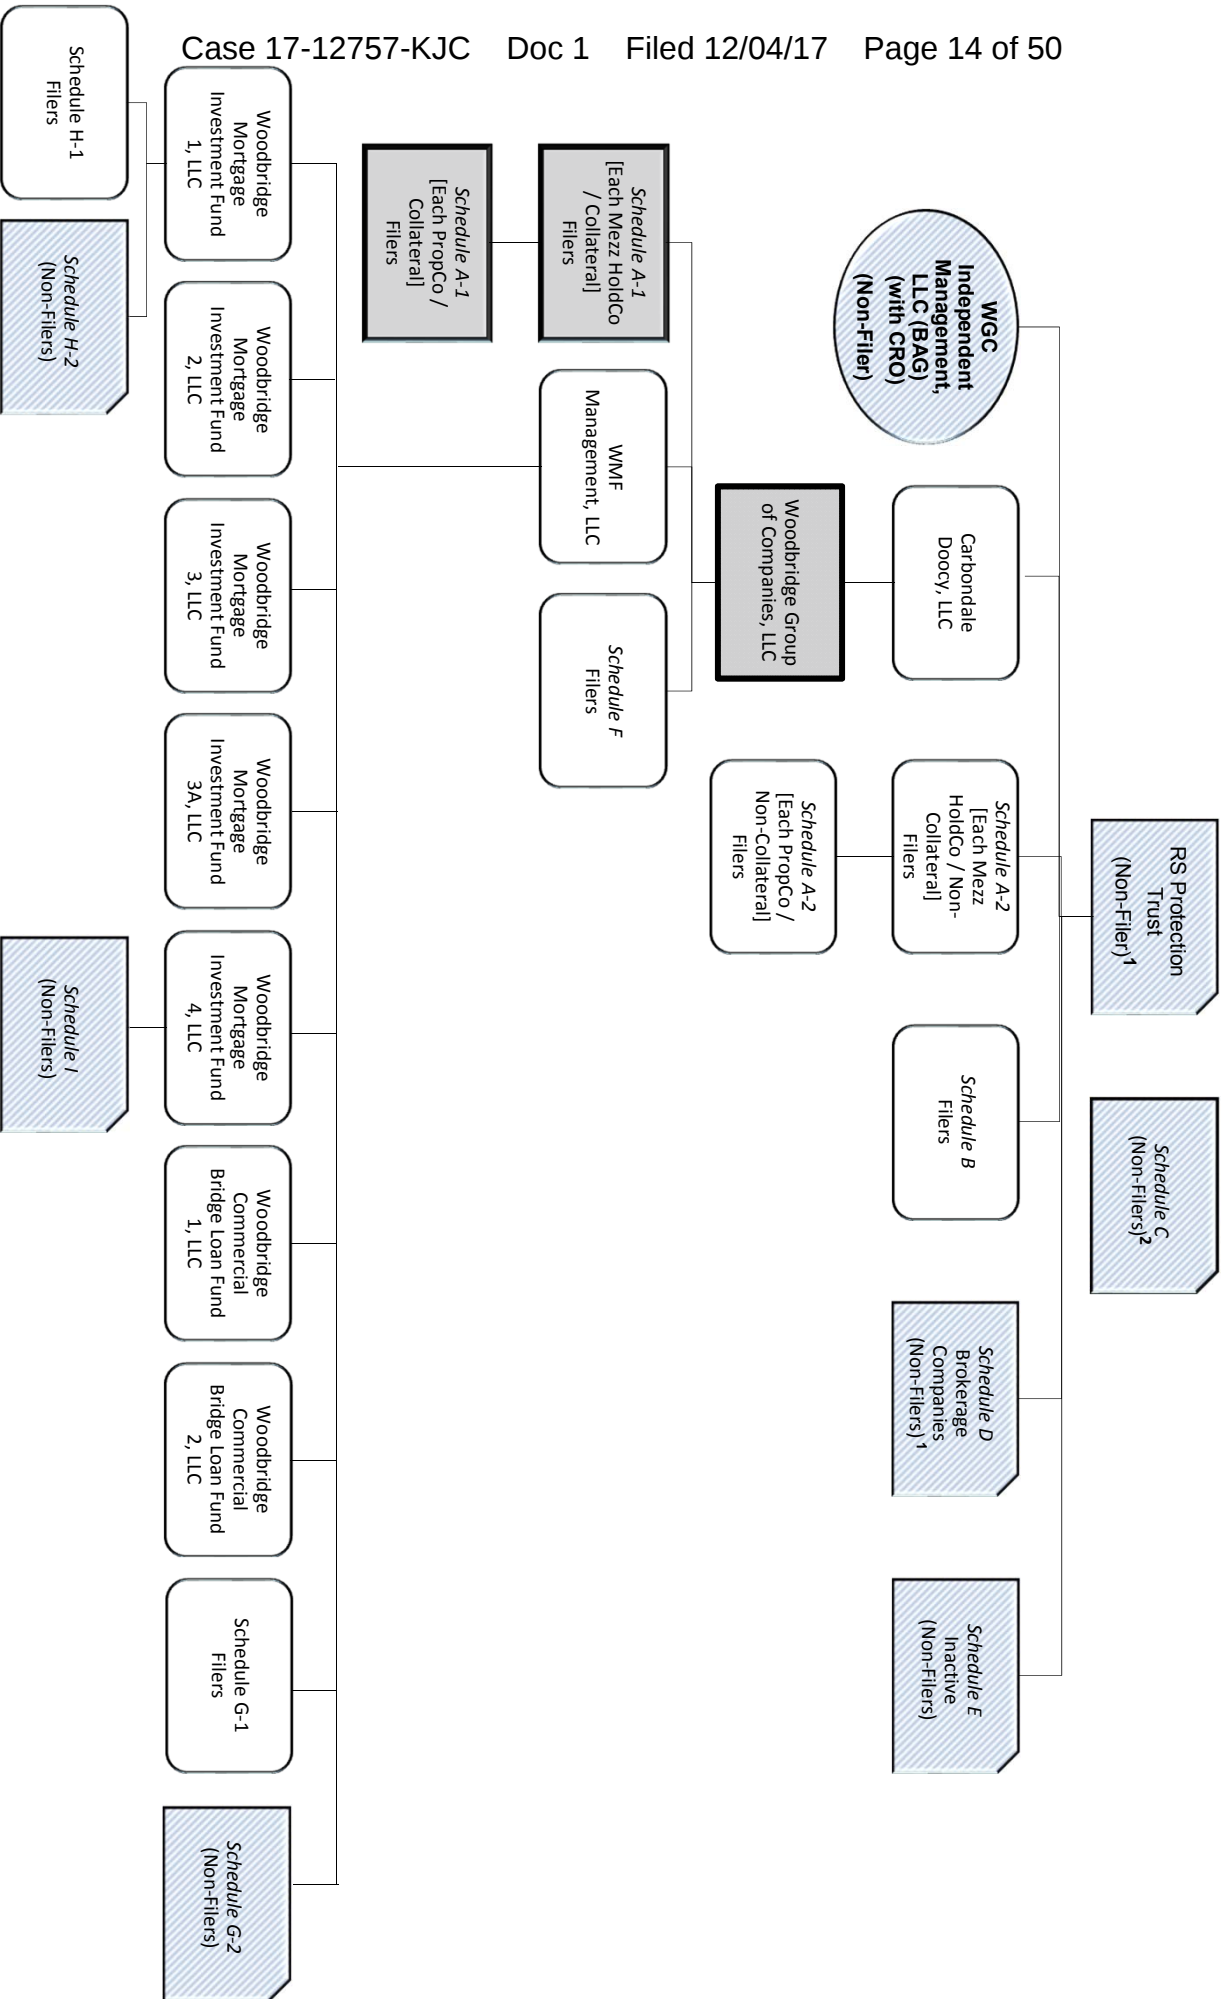 Case 17-12757-KJC Doc 1 Filed 12/04/17 Page 14 of 50
RS Protection
Trust
(Non-Filer)1
Schedule C
(Non-Filers)2
WGC
Independent
Management,
LLC (BAG)
(with CRO)
(Non-Filer)
Carbondale
Doocy, LLC
Schedule A-2
[Each Mezz
HoldCo / Non-
Collateral]
Filers
Schedule B
Filers
Schedule D
Brokerage
Companies
(Non-Filers) 1
Schedule E
Inactive
(Non-Filers)
Woodbridge Group
of Companies, LLC
Schedule A-2
[Each PropCo /
Non-Collateral]
Filers
Schedule A-1
[Each Mezz HoldCo
/ Collateral]
Filers
WMF
Management, LLC
Schedule F
Filers
Schedule A-1
[Each PropCo /
Collateral]
Filers
Woodbridge
Mortgage
Investment Fund
1, LLC
Woodbridge
Mortgage
Investment Fund
2, LLC
Woodbridge
Mortgage
Investment Fund
3, LLC
Woodbridge
Mortgage
Investment Fund
3A, LLC
Woodbridge
Mortgage
Investment Fund
4, LLC
Woodbridge
Commercial
Bridge Loan Fund
1, LLC
Woodbridge
Commercial
Bridge Loan Fund
2, LLC
Schedule G-1
Filers
Schedule G-2
(Non-Filers)
Schedule H-1
Filers
Schedule H-2
(Non-Filers)
Schedule I
(Non-Filers)